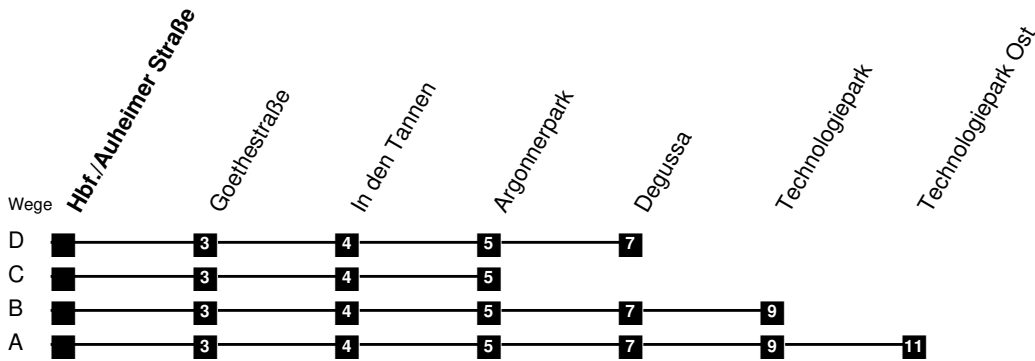 Wege
Hbf./Auheimer Straße
Goethestraße
In den Tannen
Argonnerpark
Degussa
Technologiepark
Technologiepark Ost
D 3 4 5 7
C 3 4 5
B 3 4 5 7 9
A 3 4 5 7 9 11